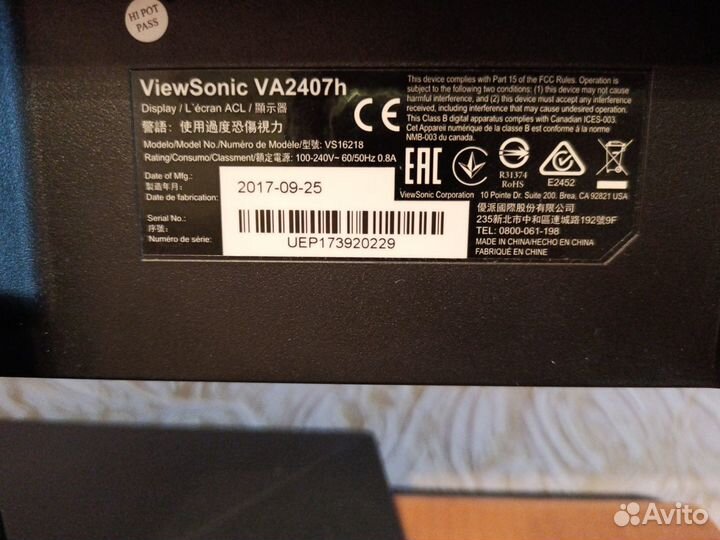 HI POT
PASS
ViewSonic VA2407h
Display / L'écran ACL / 顯示器
警語: 使用過度恐傷視力
Modelo/Model No./Numéro de Modèle/型號: VS16218
Rating/Consumo/Classment/額定電源: 100-240V~ 60/50Hz 0.8A
Date of Mfg.:
製造年月:
Date de fabrication:
2017-09-25
Serial No.:
序號:
Numéro de série:
UEP173920229
CE
This device complies with Part 15 of the FCC Rules. Operation is
subject to the following two conditions: (1) this device may not cause
harmful interference, and (2) this device must accept any interference
received, including interference that may cause undesired operation.
This Class B digital apparatus complies with Canadian ICES-003.
Cet Appareil numérique de la classe B est conforme à la norme
NMB-003 du canada.
EAC
R31374
RoHS
E2452
ViewSonic Corporation 10 Pointe Dr. Suite 200. Brea, CA 92821 USA
優派國際股份有限公司
235新北市中和區連城路192號9F
TEL: 0800-061-198
MADE IN CHINA/HECHO EN CHINA
FABRIQUÉ EN CHINE
Avito